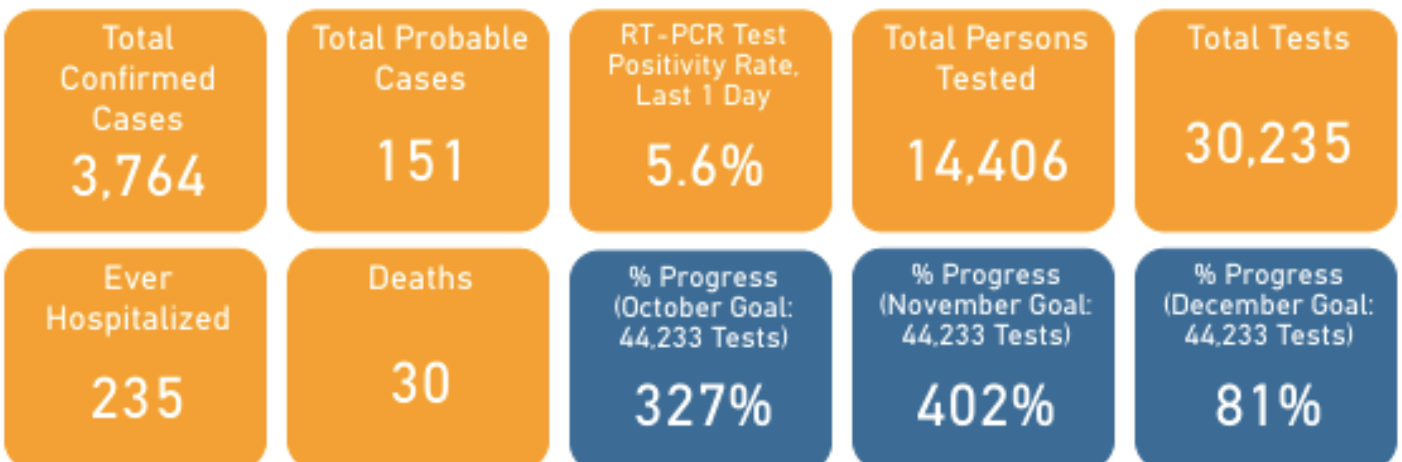 Total
Confirmed
Cases
3,764
Total Probable
Cases
151
RT-PCR Test
Positivity Rate,
Last 1 Day
5.6%
Total Persons
Tested
14,406
Total Tests
30,235
Ever
Hospitalized
235
Deaths
30
% Progress
(October Goal:
44,233 Tests)
327%
% Progress
(November Goal:
44,233 Tests)
402%
% Progress
(December Goal:
44,233 Tests)
81%